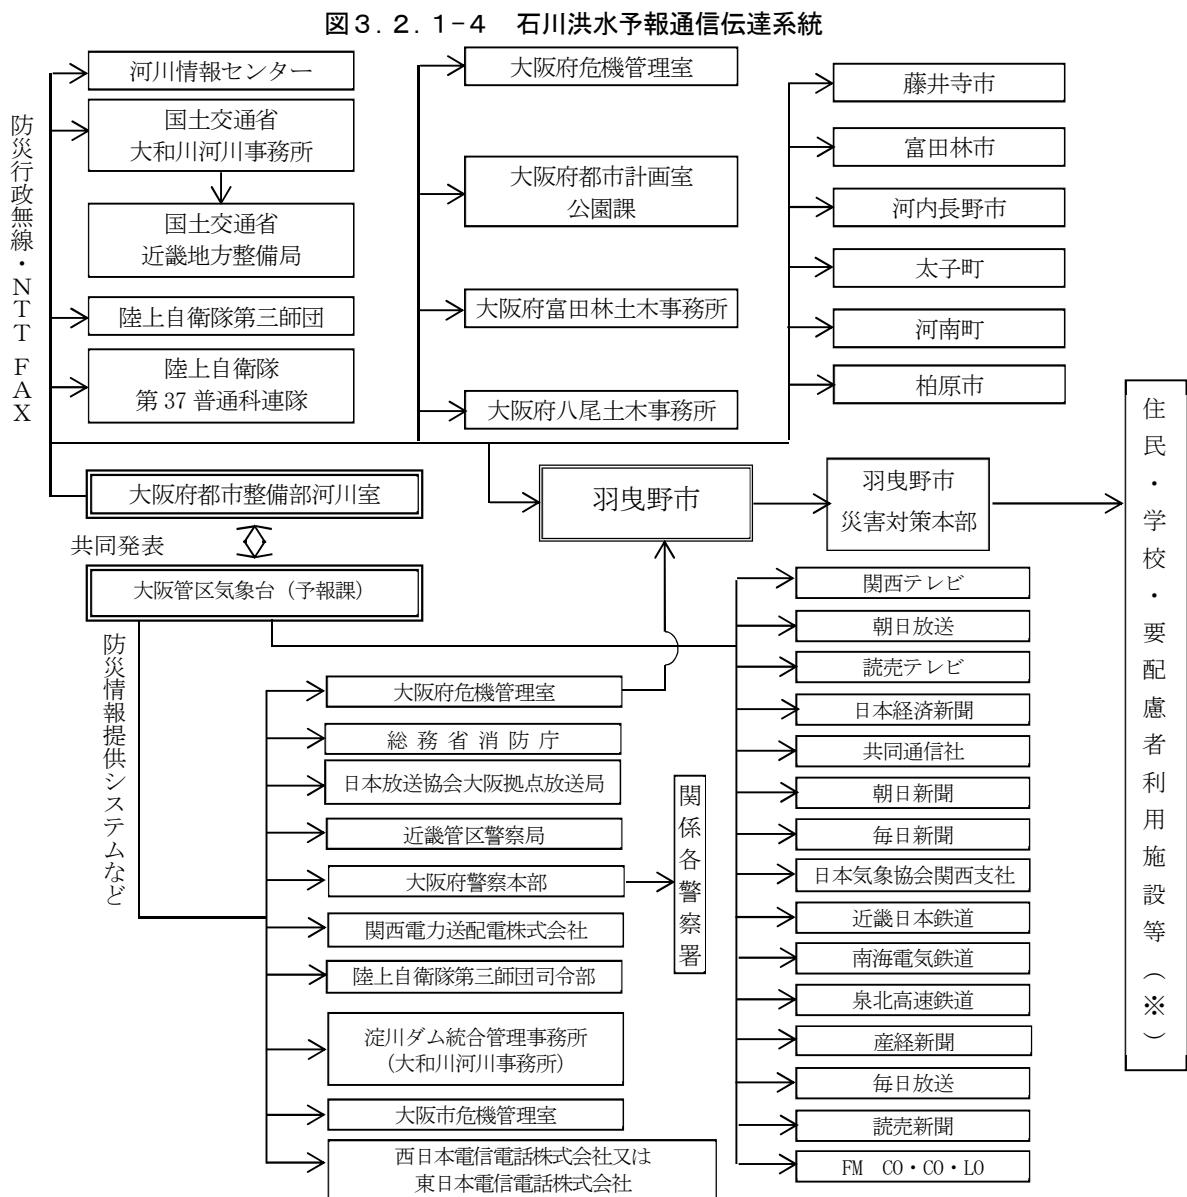 図3.2.1-4　石川洪水予報通信伝達系統
防災行政無線・NTT FAX
河川情報センター
国土交通省
大和川河川事務所
国土交通省
近畿地方整備局
陸上自衛隊第三師団
陸上自衛隊
第37普通科連隊
大阪府危機管理室
大阪府都市計画室
公園課
大阪府富田林土木事務所
大阪府八尾土木事務所
藤井寺市
富田林市
河内長野市
太子町
河南町
柏原市
大阪府都市整備部河川室
共同発表
大阪管区気象台（予報課）
羽曳野市
羽曳野市
災害対策本部
住民・学校・要配慮者利用施設等（※）
防災情報提供システムなど
大阪府危機管理室
総務省消防庁
日本放送協会大阪拠点放送局
近畿管区警察局
大阪府警察本部
関西電力送配電株式会社
陸上自衛隊第三師団司令部
淀川ダム統合管理事務所
(大和川河川事務所)
大阪市危機管理室
西日本電信電話株式会社又は
東日本電信電話株式会社
関係各警察署
関西テレビ
朝日放送
読売テレビ
日本経済新聞
共同通信社
朝日新聞
毎日新聞
日本気象協会関西支社
近畿日本鉄道
南海電気鉄道
泉北高速鉄道
産経新聞
毎日放送
読売新聞
FM　CO・CO・LO